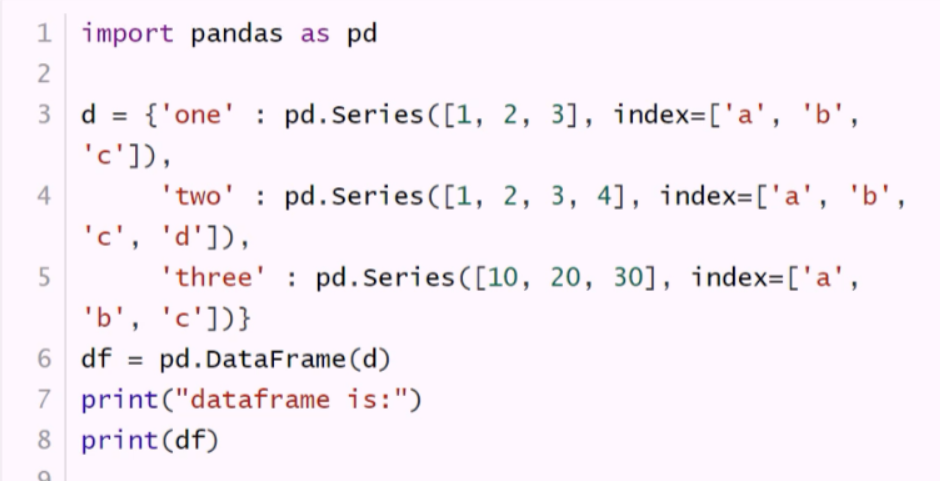 1 import pandas as pd
2
3 d = {'one' : pd.Series([1, 2, 3], index=['a', 'b',
'c']),
4      'two' : pd.Series([1, 2, 3, 4], index=['a', 'b',
'c', 'd']),
5      'three' : pd.Series([10, 20, 30], index=['a',
'b', 'c'])}
6 df = pd.DataFrame(d)
7 print("dataframe is:")
8 print(df)
9